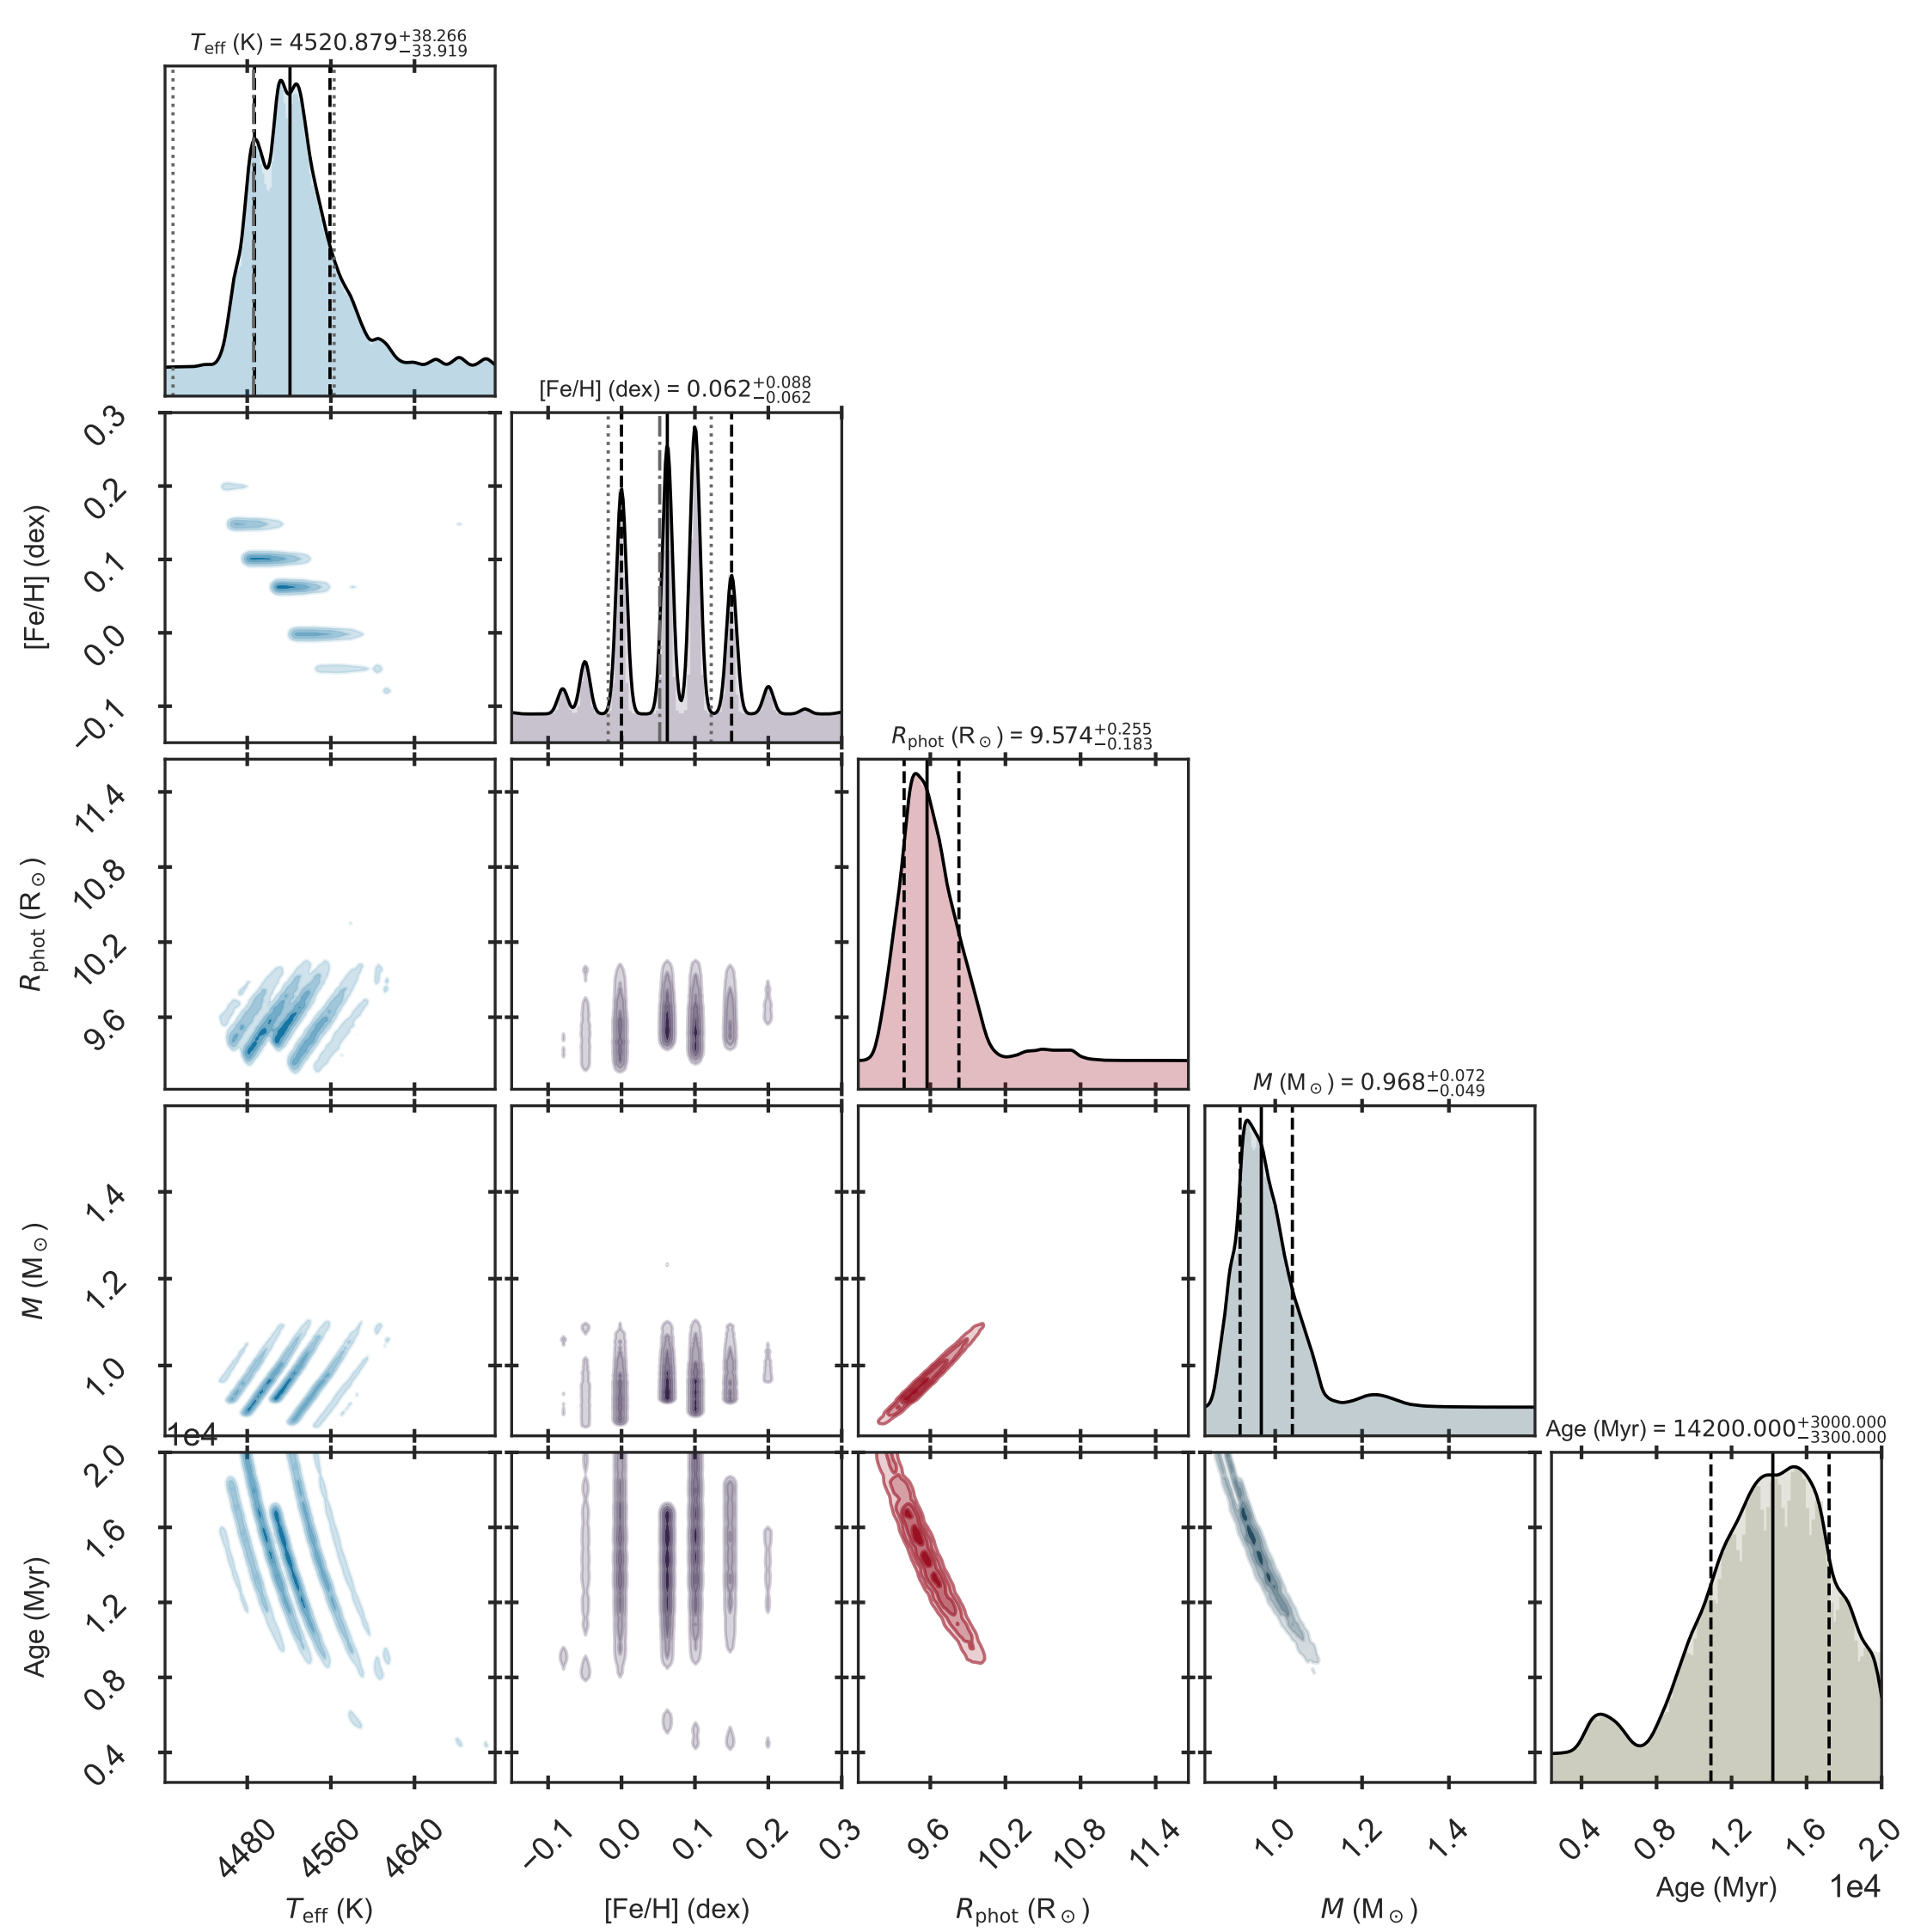 T_eff (K) = 4520.879 +38.266 −33.919
[Fe/H] (dex) = 0.062 +0.088 −0.062
0.3
0.2
0.1
0.0
−0.1
[Fe/H] (dex)
R_phot (R⊙) = 9.574 +0.255 −0.183
11.4
10.8
10.2
9.6
R_phot (R⊙)
M (M⊙) = 0.968 +0.072 −0.049
1.4
1.2
1.0
M (M⊙)
1e4
Age (Myr) = 14200.000 +3000.000 −3300.000
2.0
1.6
1.2
0.8
0.4
Age (Myr)
4480 4560 4640
−0.1 0.0 0.1 0.2 0.3
9.6 10.2 10.8 11.4
1.0 1.2 1.4
0.4 0.8 1.2 1.6 2.0
T_eff (K)
[Fe/H] (dex)
R_phot (R⊙)
M (M⊙)
Age (Myr)
1e4